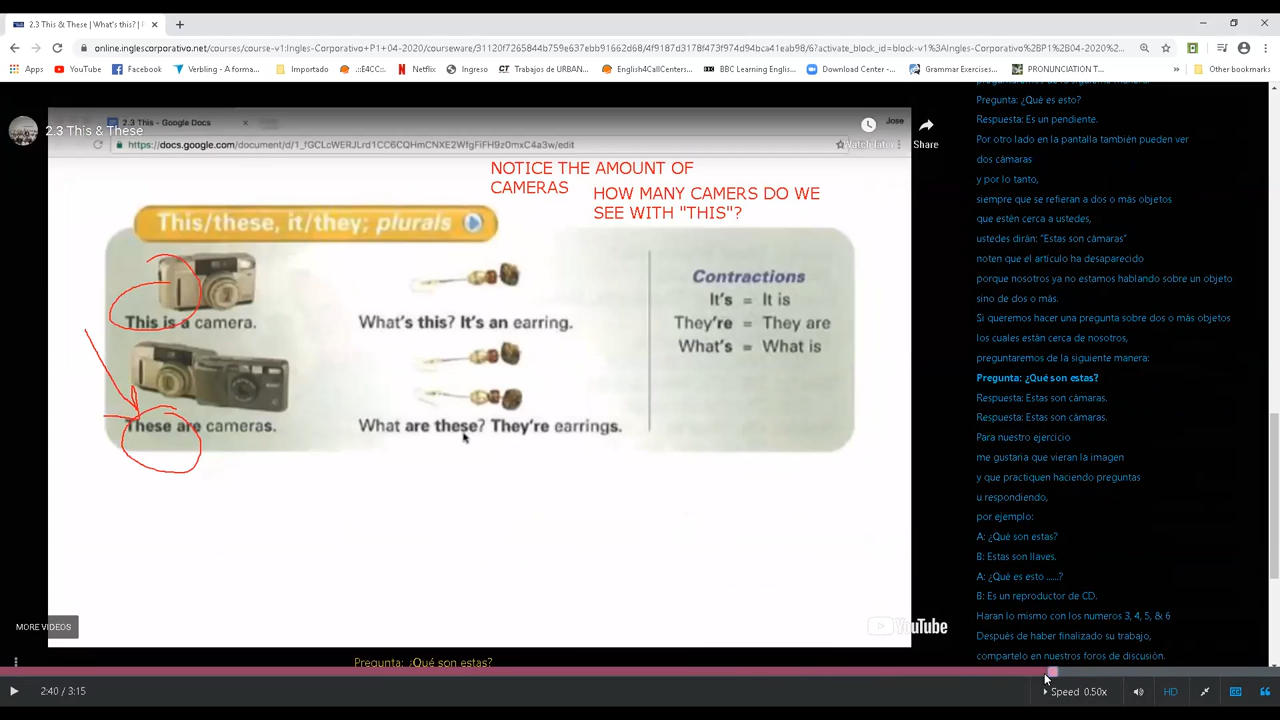 2.3 This & These | What's this? | F
online.inglescorporativo.net/courses/course-v1:Ingles-Corporativo+P1+04-2020/courseware/31120f7265844b759e637ebb91662d68/4f9187d3178f473f974d94bca41eab98/6?activate_block_id=block-v1%3AIngles-Corporativo%2BP1%2B04-2020%2...
Apps YouTube Facebook Verbling - A forma... Importado .::E4CC::. Netflix Ingreso Trabajos de URBAN... English4CallCenters... BBC Learning Englis... Download Center -... Grammar Exercises... PRONUNCIATION T... » Other bookmarks
2.3 This - Google Docs
2.3 This & These
Jose
Watch later
Share
NOTICE THE AMOUNT OF
CAMERAS
HOW MANY CAMERS DO WE
SEE WITH "THIS"?
This/these, it/they; plurals
This is a camera.
What's this? It's an earring.
These are cameras.
What are these? They're earrings.
Contractions
It's = It is
They're = They are
What's = What is
MORE VIDEOS
YouTube
Pregunta: ¿Qué son estas?
2:40 / 3:15
Speed 0.50x
HD
CC
Pregunta: ¿Qué es esto?
Respuesta: Es un pendiente.
Por otro lado en la pantalla también pueden ver
dos cámaras
y por lo tanto,
siempre que se refieran a dos o más objetos
que estén cerca a ustedes,
ustedes dirán: "Estas son cámaras"
noten que el artículo ha desaparecido
porque nosotros ya no estamos hablando sobre un objeto
sino de dos o más.
Si queremos hacer una pregunta sobre dos o más objetos
los cuales están cerca de nosotros,
preguntaremos de la siguiente manera:
Pregunta: ¿Qué son estas?
Respuesta: Estas son cámaras.
Respuesta: Estas son cámaras.
Para nuestro ejercicio
me gustaria que vieran la imagen
y que practiquen haciendo preguntas
u respondiendo,
por ejemplo:
A: ¿Qué son estas?
B: Estas son llaves.
A: ¿Qué es esto ......?
B: Es un reproductor de CD.
Haran lo mismo con los numeros 3, 4, 5, & 6
Después de haber finalizado su trabajo,
compartelo en nuestros foros de discusión.